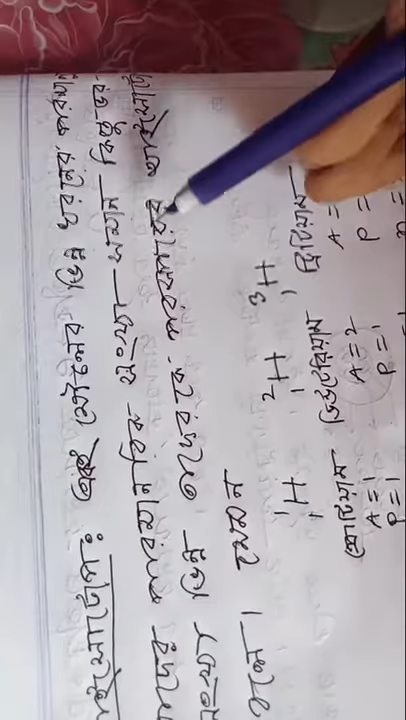 আইসোটোপ : একই মৌলের ভিন্ন ধরনের
পারমাণবিক সংখ্যা সমান কিন্তু
ভিন্ন এদেরকে পরস্পরের আইসোটোপ
বলে। যেমন
¹₁H ²₁H ³₁H
প্রোটিয়াম ডিউটেরিয়াম ট্রিটিয়াম
A=1 A=2 A=
P=1 P=1 P=